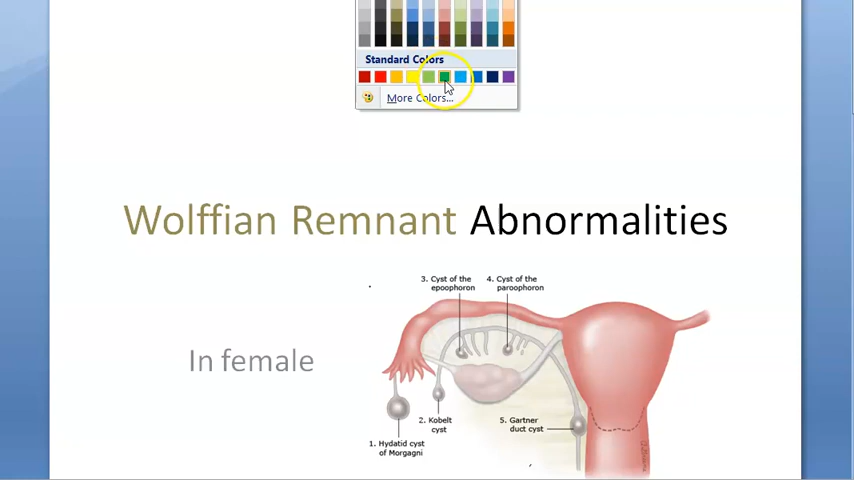 Standard Colors
More Colors...
Wolffian Remnant Abnormalities
3. Cyst of the
epoophoron
4. Cyst of the
paroophoron
In female
2. Kobelt
cyst
5. Gartner
duct cyst
1. Hydatid cyst
of Morgagni